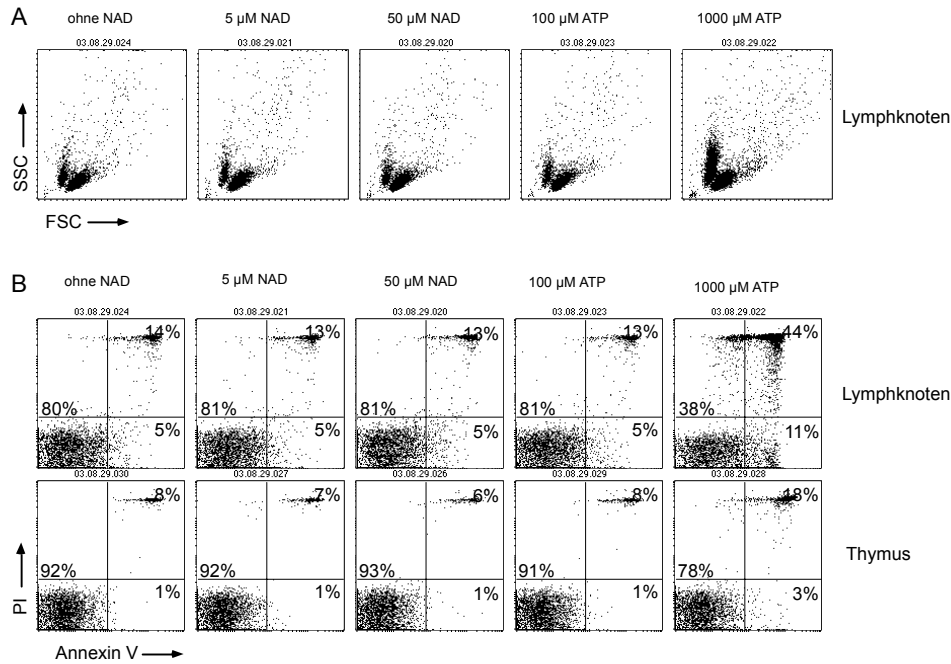 A
ohne NAD 5 µM NAD 50 µM NAD 100 µM ATP 1000 µM ATP
03.08.29.024 03.08.29.021 03.08.29.020 03.08.29.023 03.08.29.022
SSC
Lymphknoten
FSC
B
ohne NAD 5 µM NAD 50 µM NAD 100 µM ATP 1000 µM ATP
03.08.29.024 03.08.29.021 03.08.29.020 03.08.29.023 03.08.29.022
14% 13% 13% 13% 44%
Lymphknoten
80% 81% 81% 81% 38%
5% 5% 5% 5% 11%
03.08.29.030 03.08.29.027 03.08.29.026 03.08.29.029 03.08.29.028
8% 7% 6% 8% 18%
Thymus
92% 92% 93% 91% 78%
1% 1% 1% 1% 3%
PI
Annexin V